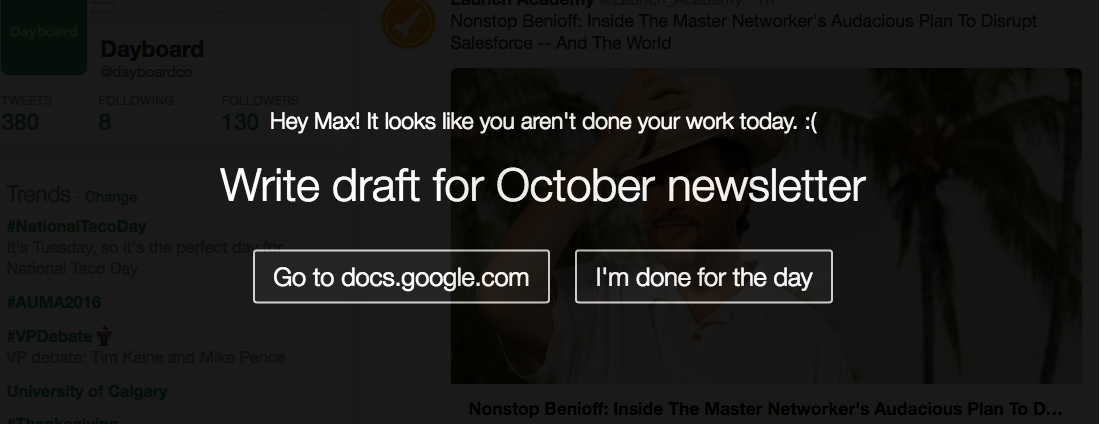 Dayboard
Dayboard
@dayboardco
TWEETS FOLLOWING FOLLOWERS
380 8 130
Trends · Change
#NationalTacoDay
It's Tuesday, so it's the perfect day for
National Taco Day
#AUMA2016
#VPDebate
VP debate: Tim Kaine and Mike Pence
University of Calgary
#Thanksgiving
Launch Academy @Launch_Academy · 1h
Nonstop Benioff: Inside The Master Networker's Audacious Plan To Disrupt
Salesforce -- And The World
Hey Max! It looks like you aren't done your work today. :(
Write draft for October newsletter
Go to docs.google.com
I'm done for the day
Nonstop Benioff: Inside The Master Networker's Audacious Plan To D...